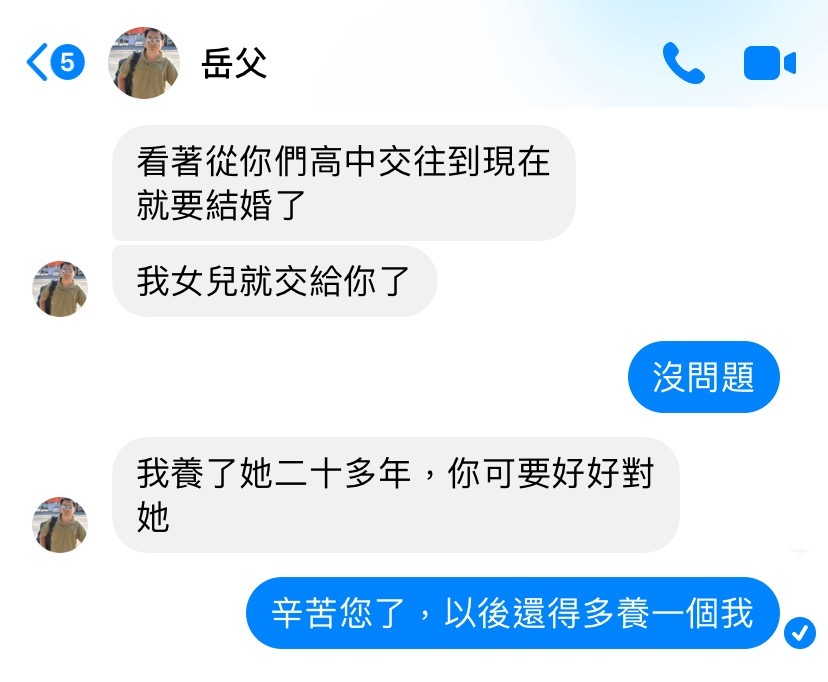 5
岳父
看著從你們高中交往到現在
就要結婚了
我女兒就交給你了
沒問題
我養了她二十多年，你可要好好對
她
辛苦您了，以後還得多養一個我